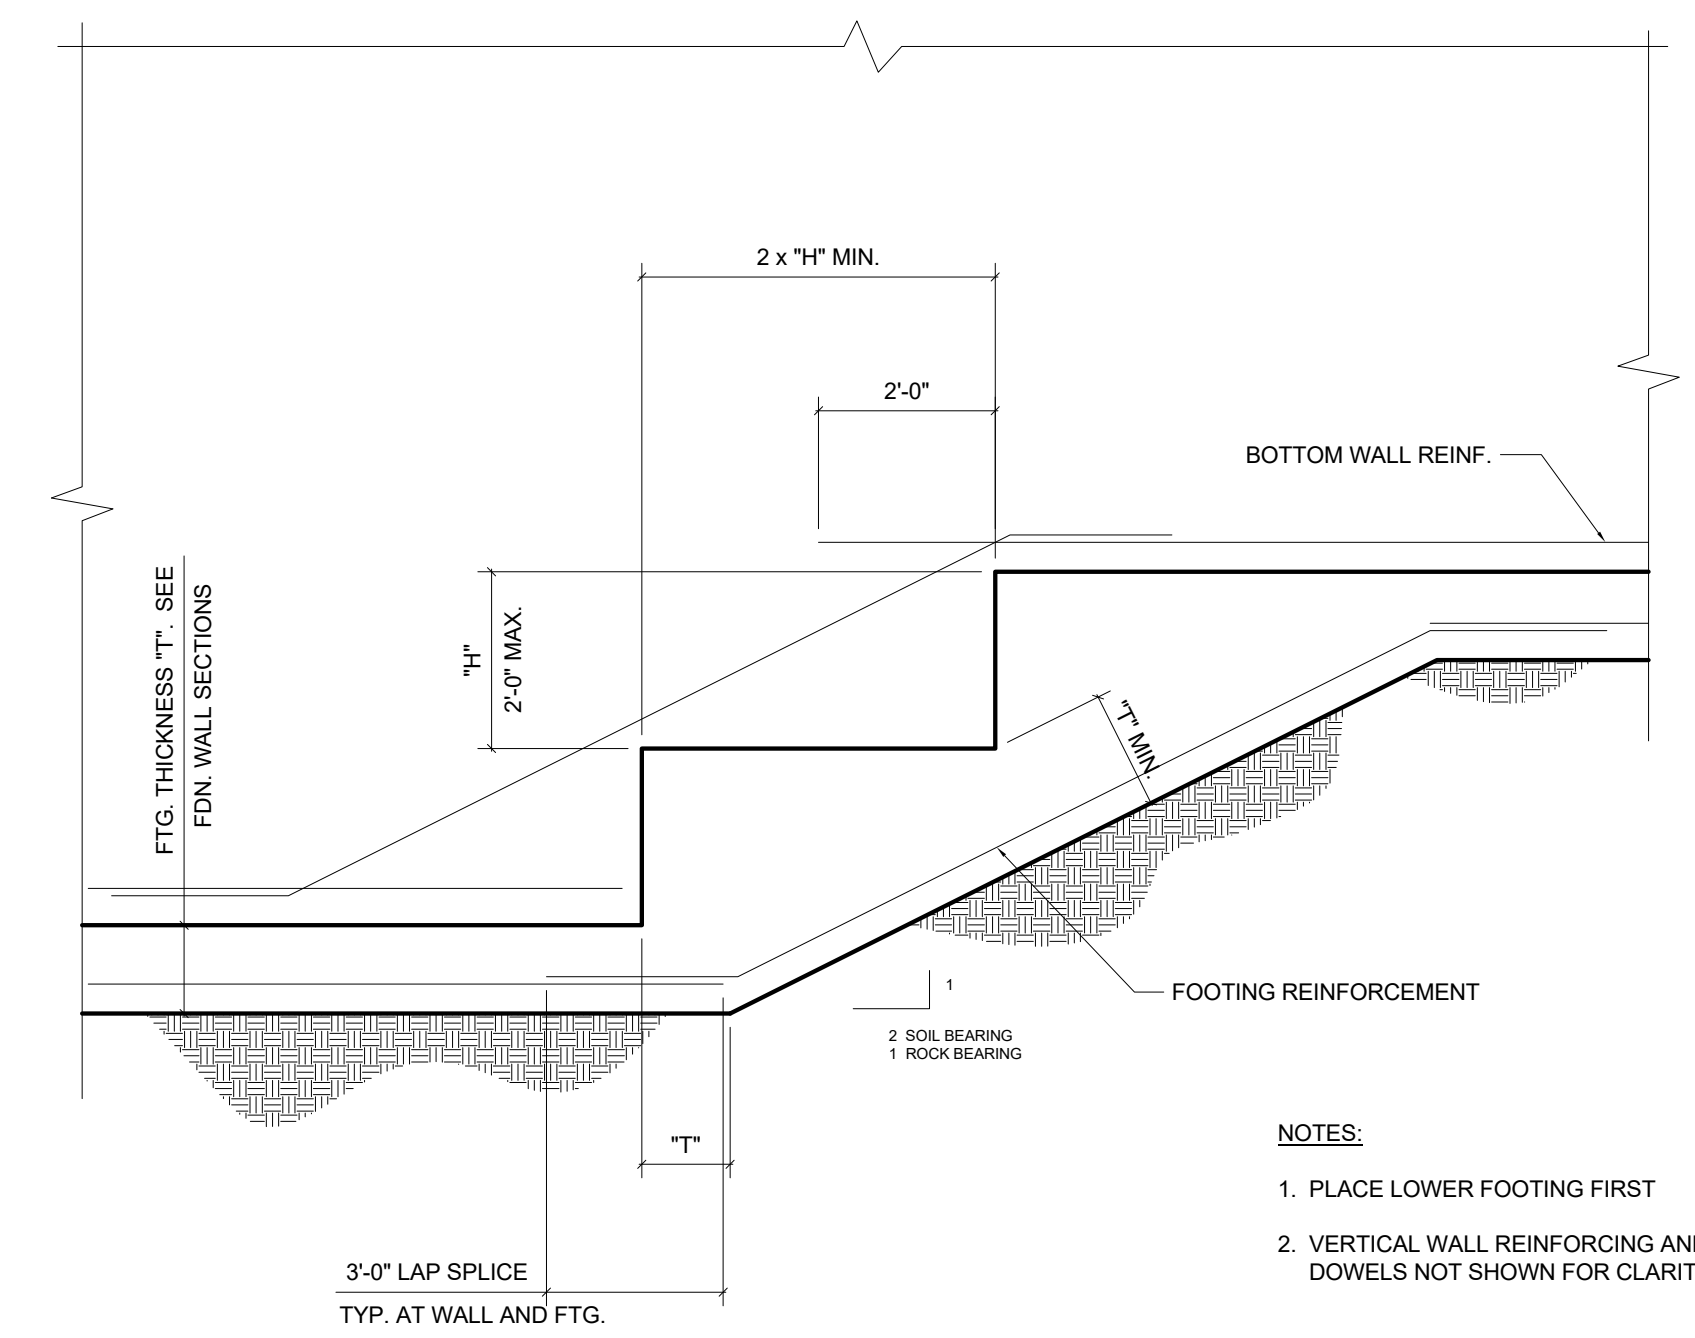 2 x "H" MIN.
2'-0"
BOTTOM WALL REINF.
FTG. THICKNESS "T". SEE
FDN. WALL SECTIONS
"H"
2'-0" MAX.
"T" MIN.
FOOTING REINFORCEMENT
1
2 SOIL BEARING
1 ROCK BEARING
"T"
3'-0" LAP SPLICE
TYP. AT WALL AND FTG.
NOTES:
1. PLACE LOWER FOOTING FIRST
2. VERTICAL WALL REINFORCING AN
DOWELS NOT SHOWN FOR CLARIT